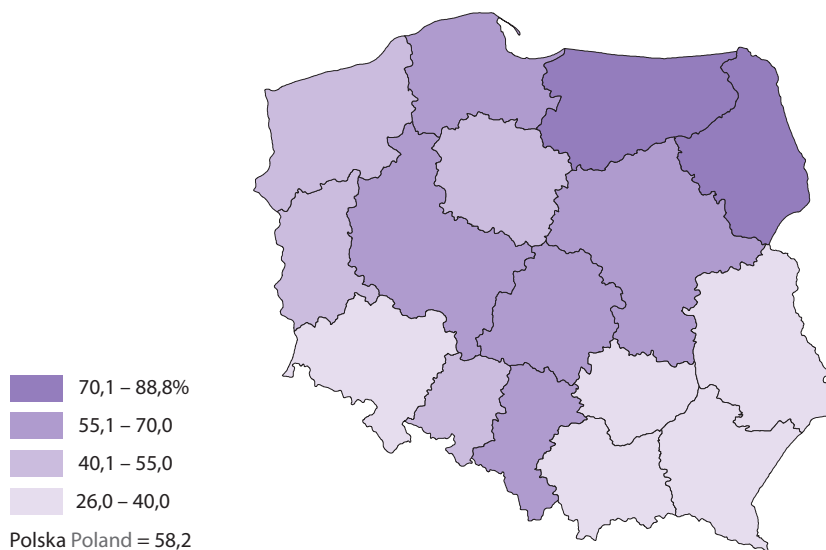 70,1 – 88,8%
55,1 – 70,0
40,1 – 55,0
26,0 – 40,0
Polska Poland = 58,2